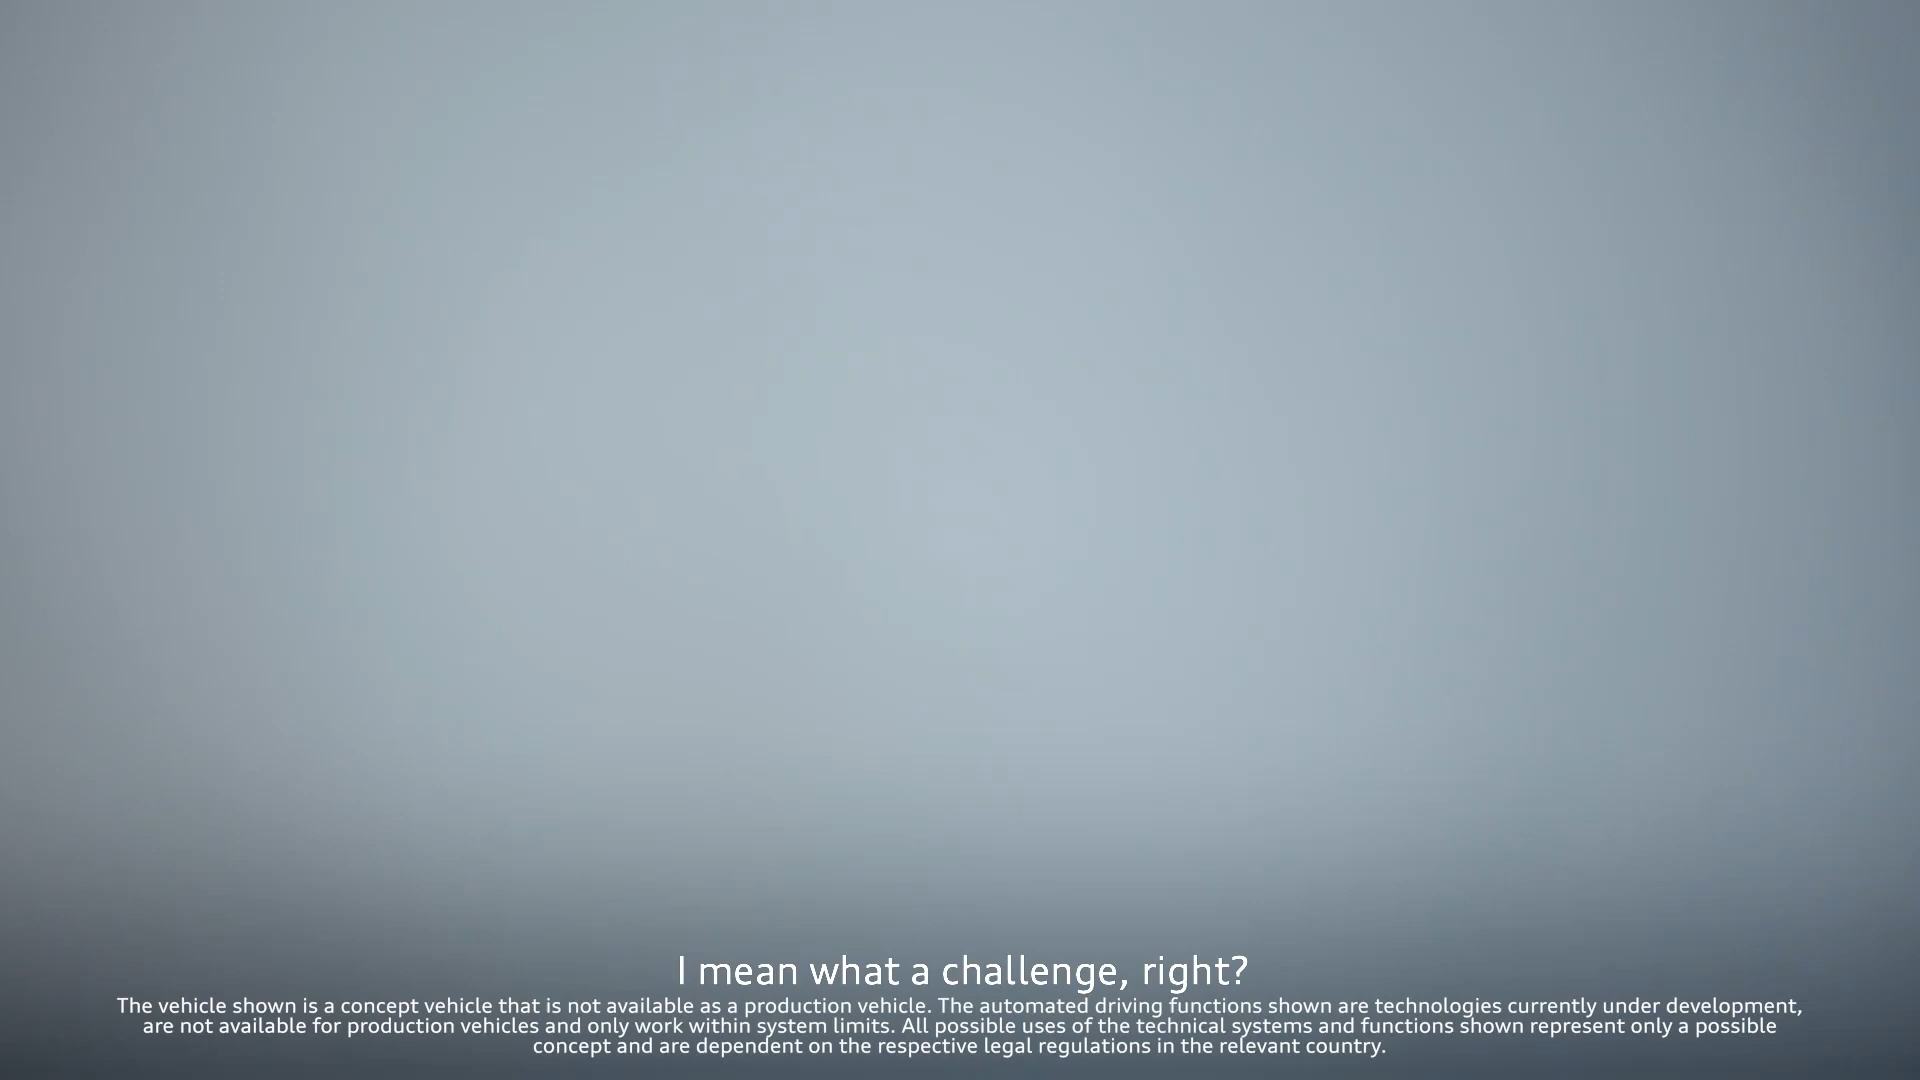 I mean what a challenge, right?
The vehicle shown is a concept vehicle that is not available as a production vehicle. The automated driving functions shown are technologies currently under development,
are not available for production vehicles and only work within system limits. All possible uses of the technical systems and functions shown represent only a possible
concept and are dependent on the respective legal regulations in the relevant country.